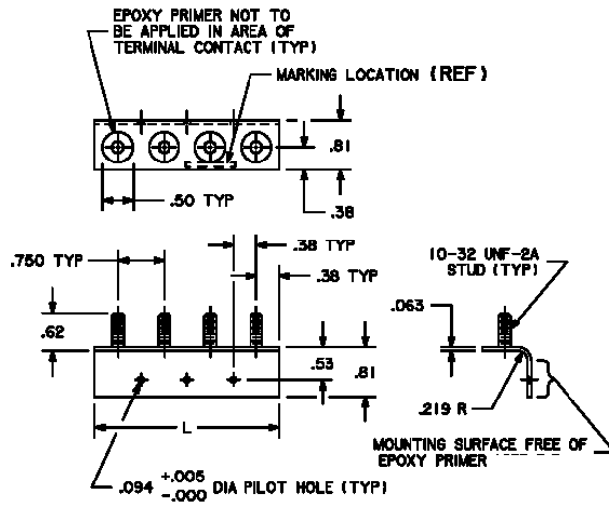 EPOXY PRIMER NOT TO
BE APPLIED IN AREA OF
TERMINAL CONTACT (TYP)
MARKING LOCATION (REF)
.81
.50 TYP
.38
.750 TYP
.38 TYP
.38 TYP
10-32 UNF-2A
STUD (TYP)
.063
.62
.53
.81
.219 R
L
MOUNTING SURFACE FREE OF
EPOXY PRIMER
.094 +.005 -.000 DIA PILOT HOLE (TYP)